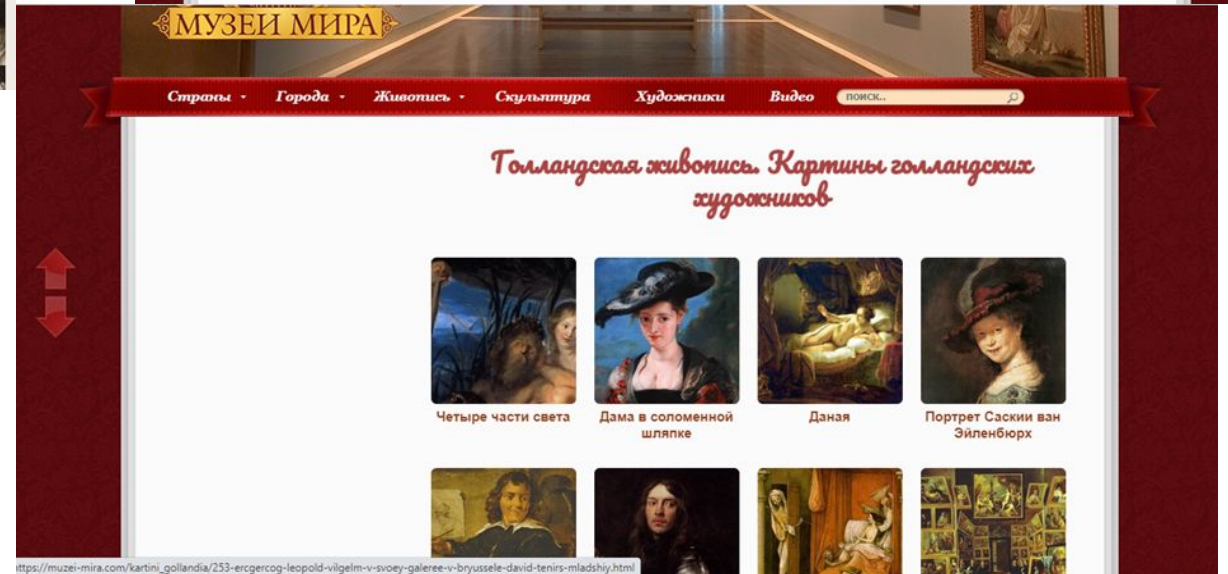 МУЗЕИ МИРА
Страны Города Живопись Скульптура Художники Видео поиск..
Голландская живопись. Картины голландских
художников
Четыре части света
Дама в соломенной
шляпке
Даная
Портрет Саскии ван
Эйленбюрх
ttps://muzei-mira.com/kartini_gollandia/253-ercgercog-leopold-vilgelm-v-svoey-galeree-v-bryussele-david-tenirs-mladshiy.html